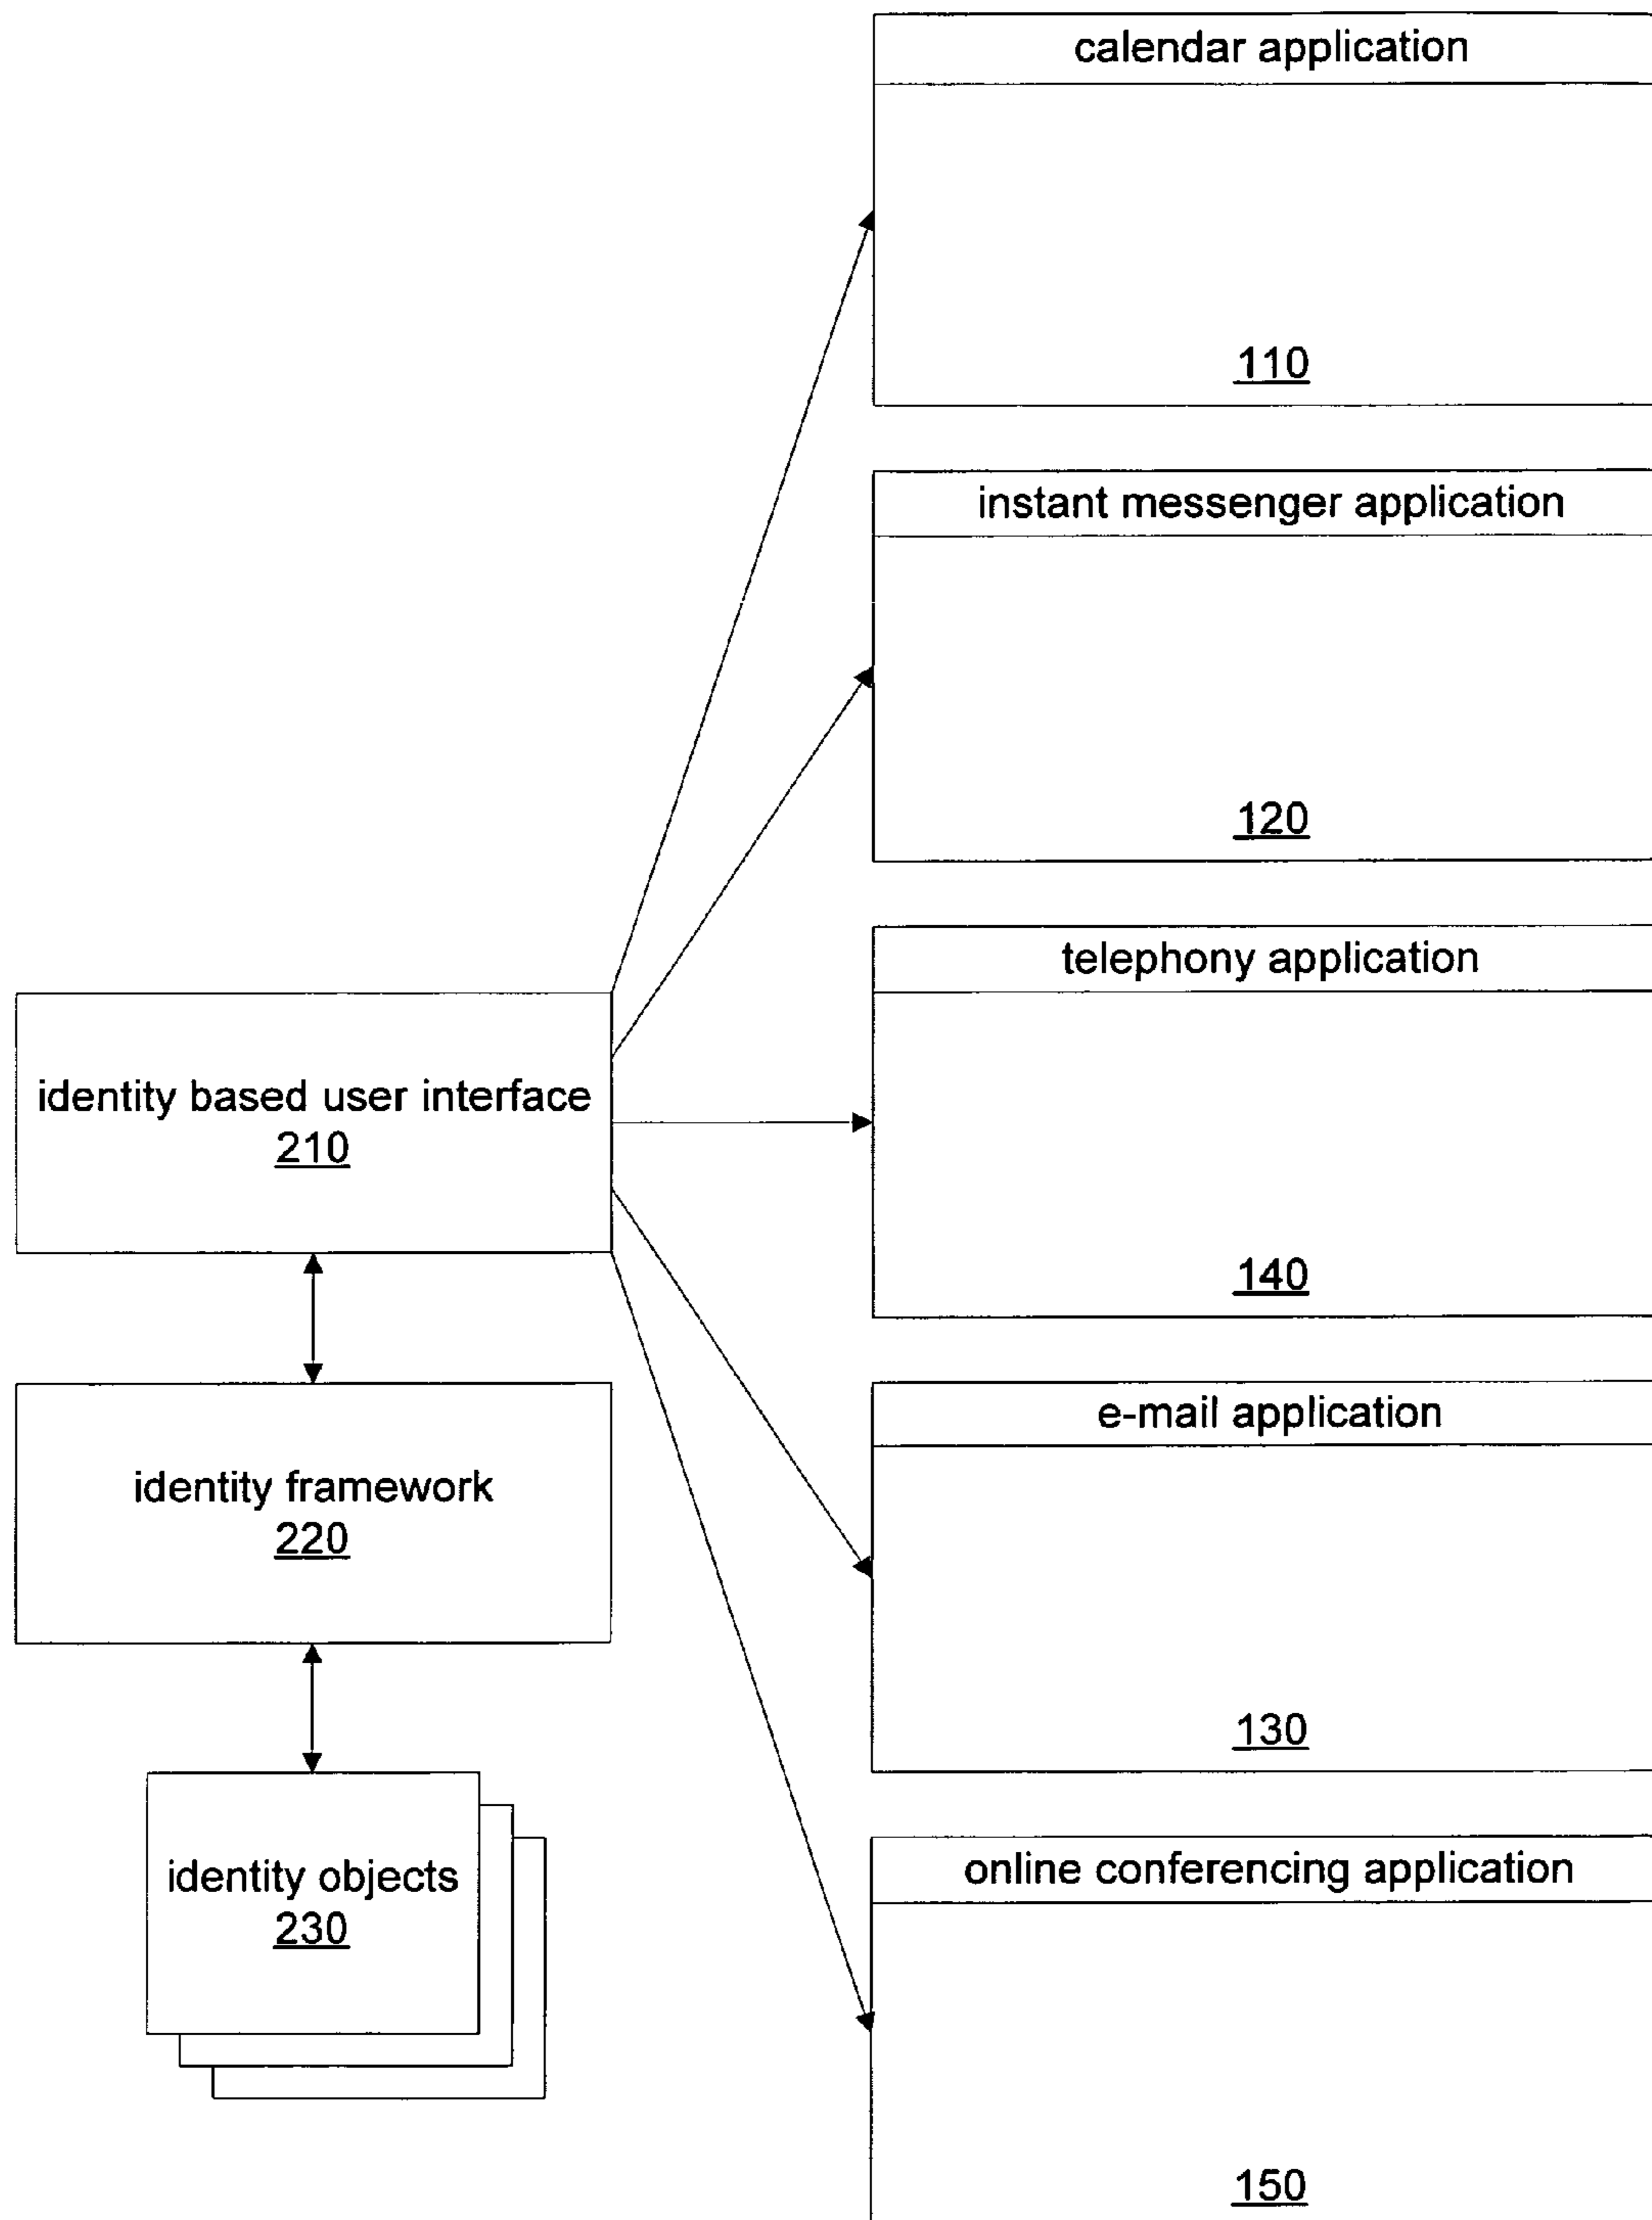 calendar application
110
instant messenger application
120
telephony application
140
identity based user interface
210
identity framework
220
e-mail application
130
identity objects
230
online conferencing application
150